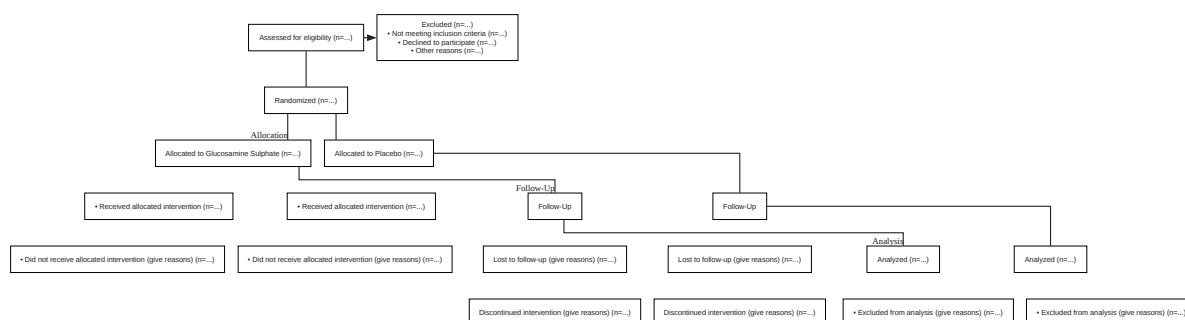 Excluded (n=...)
• Not meeting inclusion criteria (n=...)
• Declined to participate (n=...)
• Other reasons (n=...)
Assessed for eligibility (n=...)
Randomized (n=...)
Allocation
Allocated to Glucosamine Sulphate (n=...)
Allocated to Placebo (n=...)
Follow-Up
• Received allocated intervention (n=...)
• Received allocated intervention (n=...)
Follow-Up
Follow-Up
Analysis
• Did not receive allocated intervention (give reasons) (n=...)
• Did not receive allocated intervention (give reasons) (n=...)
Lost to follow-up (give reasons) (n=...)
Lost to follow-up (give reasons) (n=...)
Analyzed (n=...)
Analyzed (n=...)
Discontinued intervention (give reasons) (n=...)
Discontinued intervention (give reasons) (n=...)
• Excluded from analysis (give reasons) (n=...)
• Excluded from analysis (give reasons) (n=...)